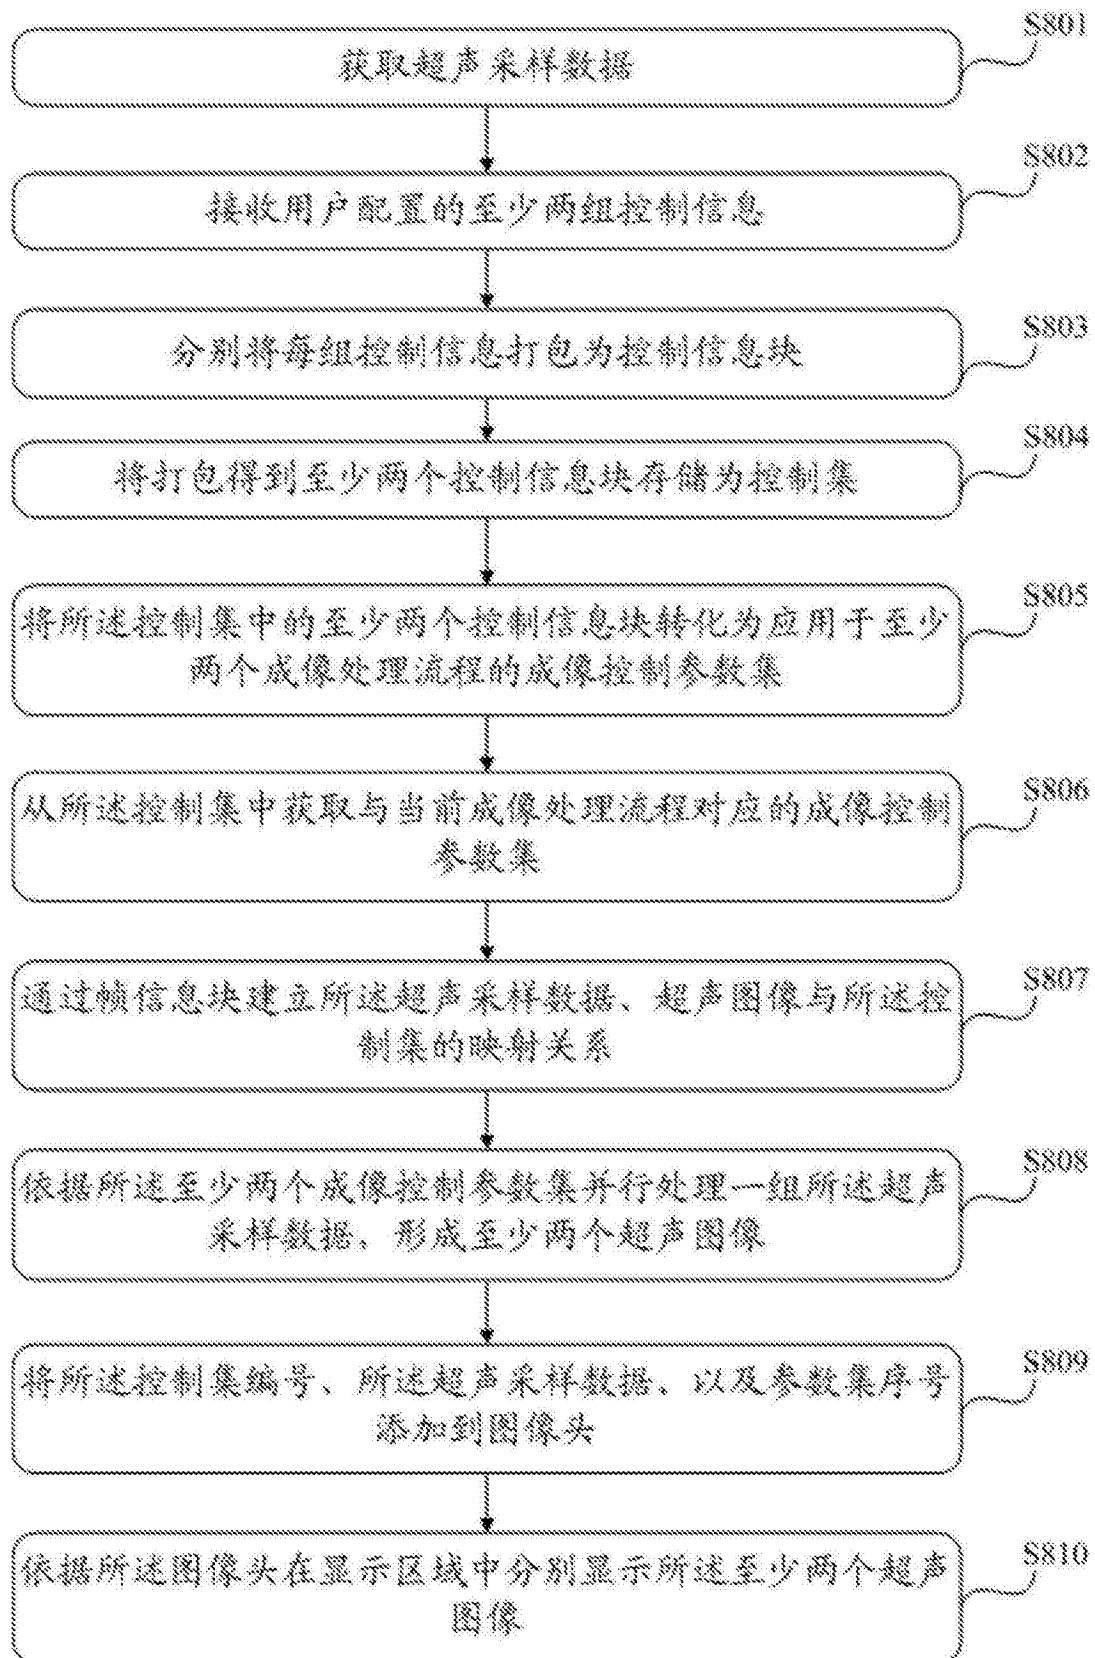 S801
获取超声采样数据
S802
接收用户配置的至少两组控制信息
S803
分别将每组控制信息打包为控制信息块
S804
将打包得到至少两个控制信息块存储为控制集
S805
将所述控制集中的至少两个控制信息块转化为应用于至少
两个成像处理流程的成像控制参数集
S806
从所述控制集中获取与当前成像处理流程对应的成像控制
参数集
S807
通过帧信息块建立所述超声采样数据、超声图像与所述控
制集的映射关系
S808
依据所述至少两个成像控制参数集并行处理一组所述超声
采样数据、形成至少两个超声图像
S809
将所述控制集编号、所述超声采样数据、以及参数集序号
添加到图像头
S810
依据所述图像头在显示区域中分别显示所述至少两个超声
图像